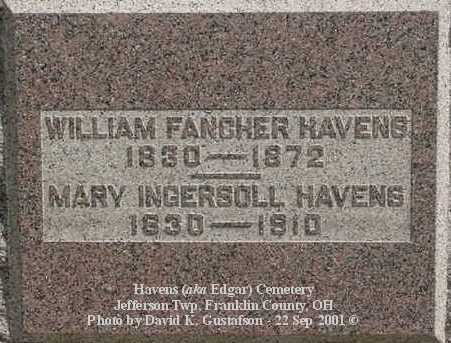 WILLIAM FANCHER HAVENS
1830—1872
MARY INGERSOLL HAVENS
1830—1910
Havens (aka Edgar) Cemetery
Jefferson Twp, Franklin County, OH
Photo by David K. Gustafson - 22 Sep 2001 ©